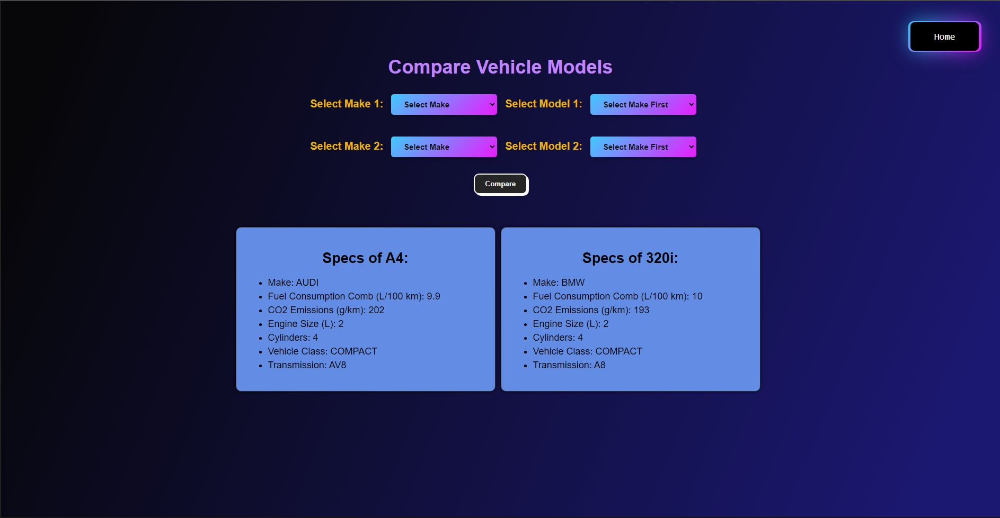 Home
Compare Vehicle Models
Select Make 1: Select Make Select Model 1: Select Make First
Select Make 2: Select Make Select Model 2: Select Make First
Compare
Specs of A4:
Make: AUDI
Fuel Consumption Comb (L/100 km): 9.9
CO2 Emissions (g/km): 202
Engine Size (L): 2
Cylinders: 4
Vehicle Class: COMPACT
Transmission: AV8
Specs of 320i:
Make: BMW
Fuel Consumption Comb (L/100 km): 10
CO2 Emissions (g/km): 193
Engine Size (L): 2
Cylinders: 4
Vehicle Class: COMPACT
Transmission: A8